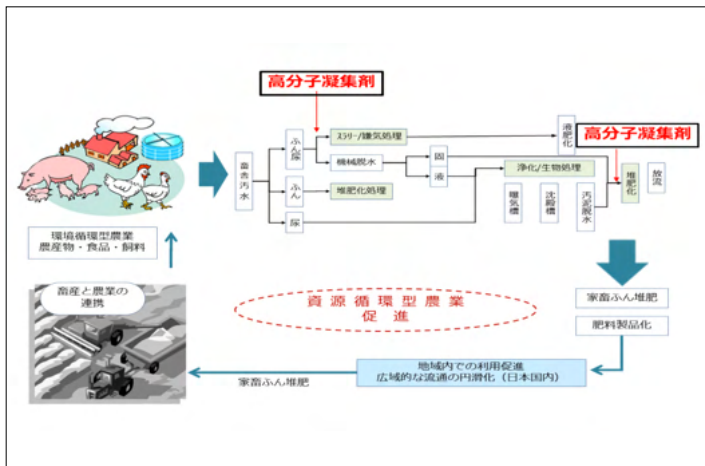 高分子凝集剤
高分子凝集剤
畜舎汚水
ふん尿
ふん
尿
スラリー/嫌気処理
機械脱水
堆肥化処理
固
液
液肥化
浄化/生物処理
曝気槽
沈殿槽
汚泥脱水
堆肥化
放流
環境循環型農業
農産物・食品・飼料
畜産と農業の
連携
資源循環型農業
促進
家畜ふん堆肥
肥料製品化
地域内での利用促進
広域的な流通の円滑化（日本国内）
家畜ふん堆肥